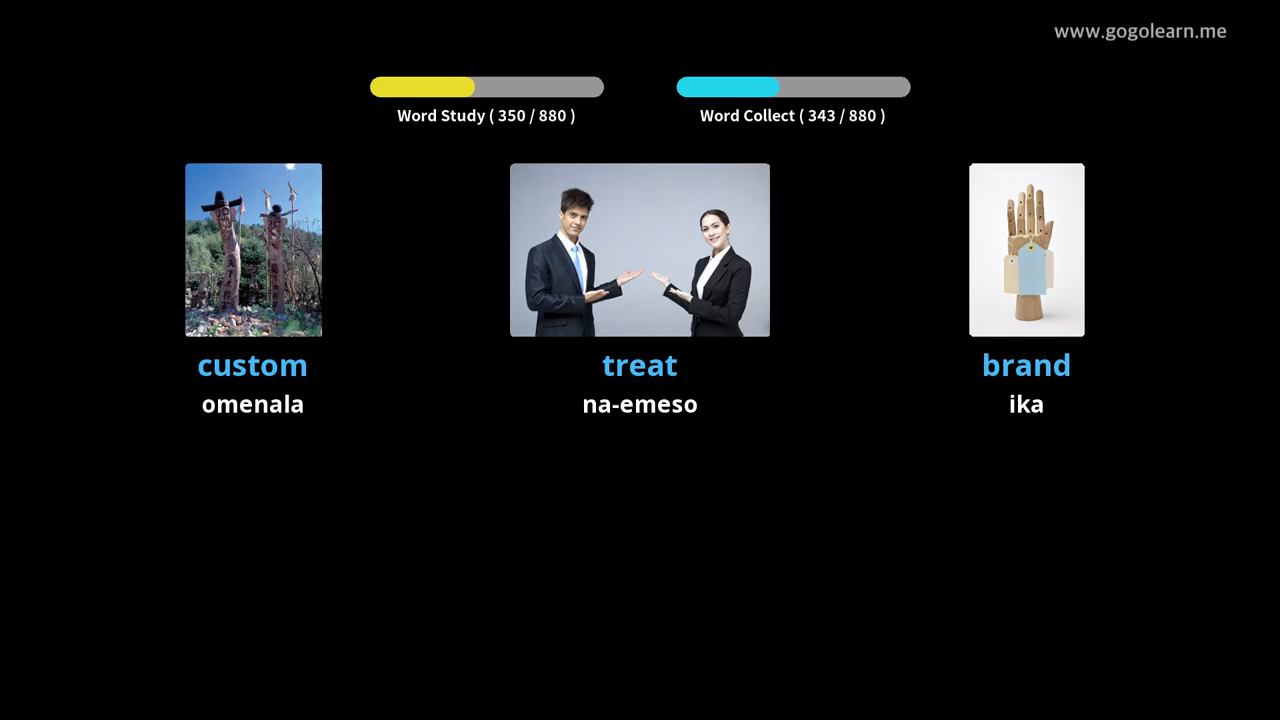 www.gogolearn.me
Word Study ( 350 / 880 )
Word Collect ( 343 / 880 )
custom
omenala
treat
na-emeso
brand
ika